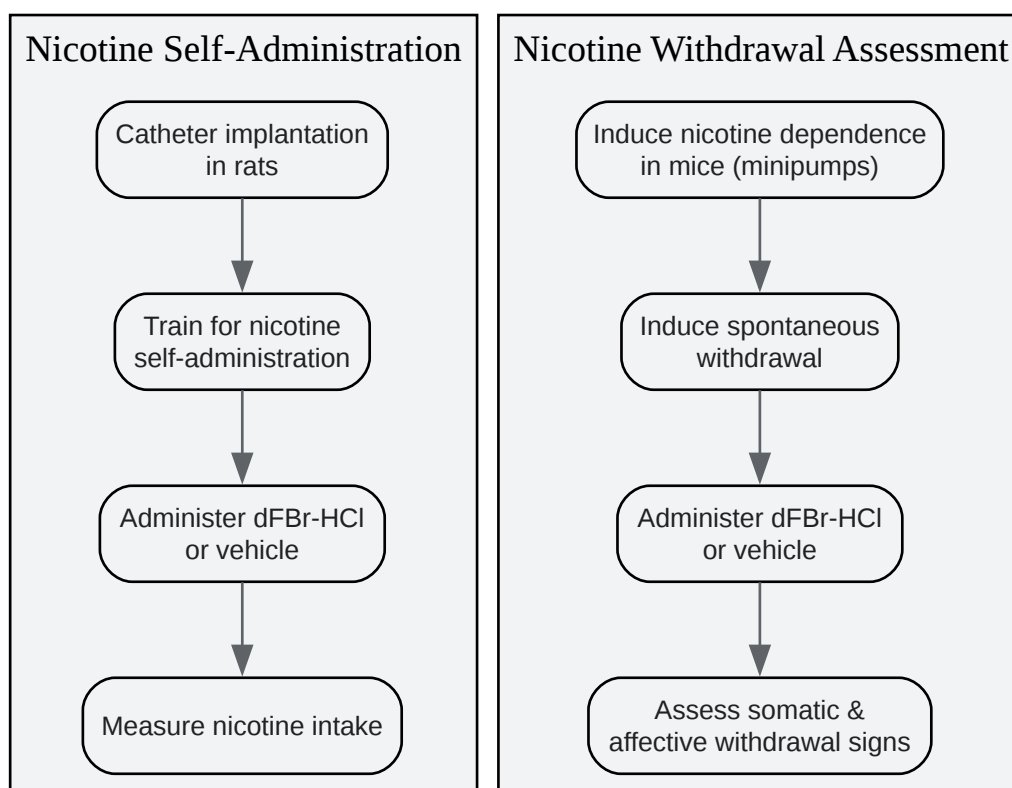 Nicotine Self-Administration
Catheter implantation
in rats
Train for nicotine
self-administration
Administer dFBr-HCl
or vehicle
Measure nicotine intake
Nicotine Withdrawal Assessment
Induce nicotine dependence
in mice (minipumps)
Induce spontaneous
withdrawal
Administer dFBr-HCl
or vehicle
Assess somatic &
affective withdrawal signs